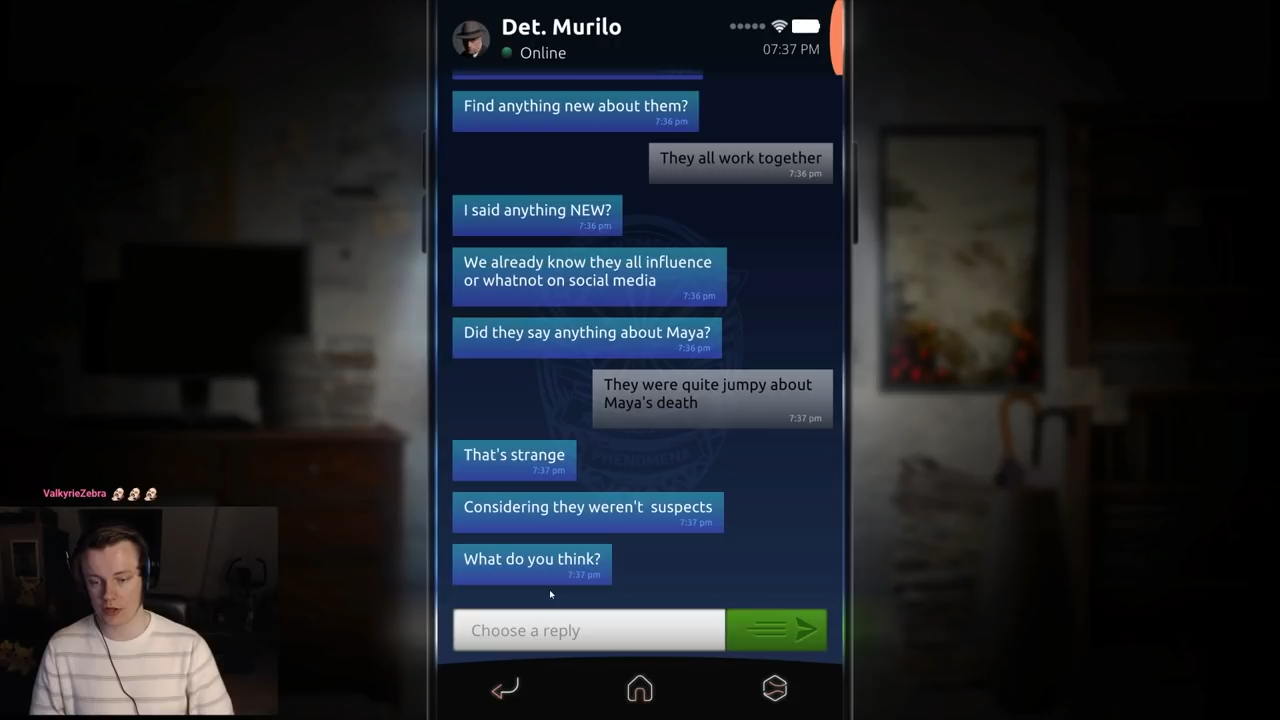 Det. Murilo
Online
07:37 PM
Find anything new about them?
7:36 pm
They all work together
7:36 pm
I said anything NEW?
7:36 pm
We already know they all influence
or whatnot on social media
7:36 pm
Did they say anything about Maya?
7:36 pm
They were quite jumpy about
Maya's death
7:37 pm
That's strange
7:37 pm
Considering they weren't  suspects
7:37 pm
What do you think?
7:37 pm
Choose a reply
PHENOMENA
ValkyrieZebra